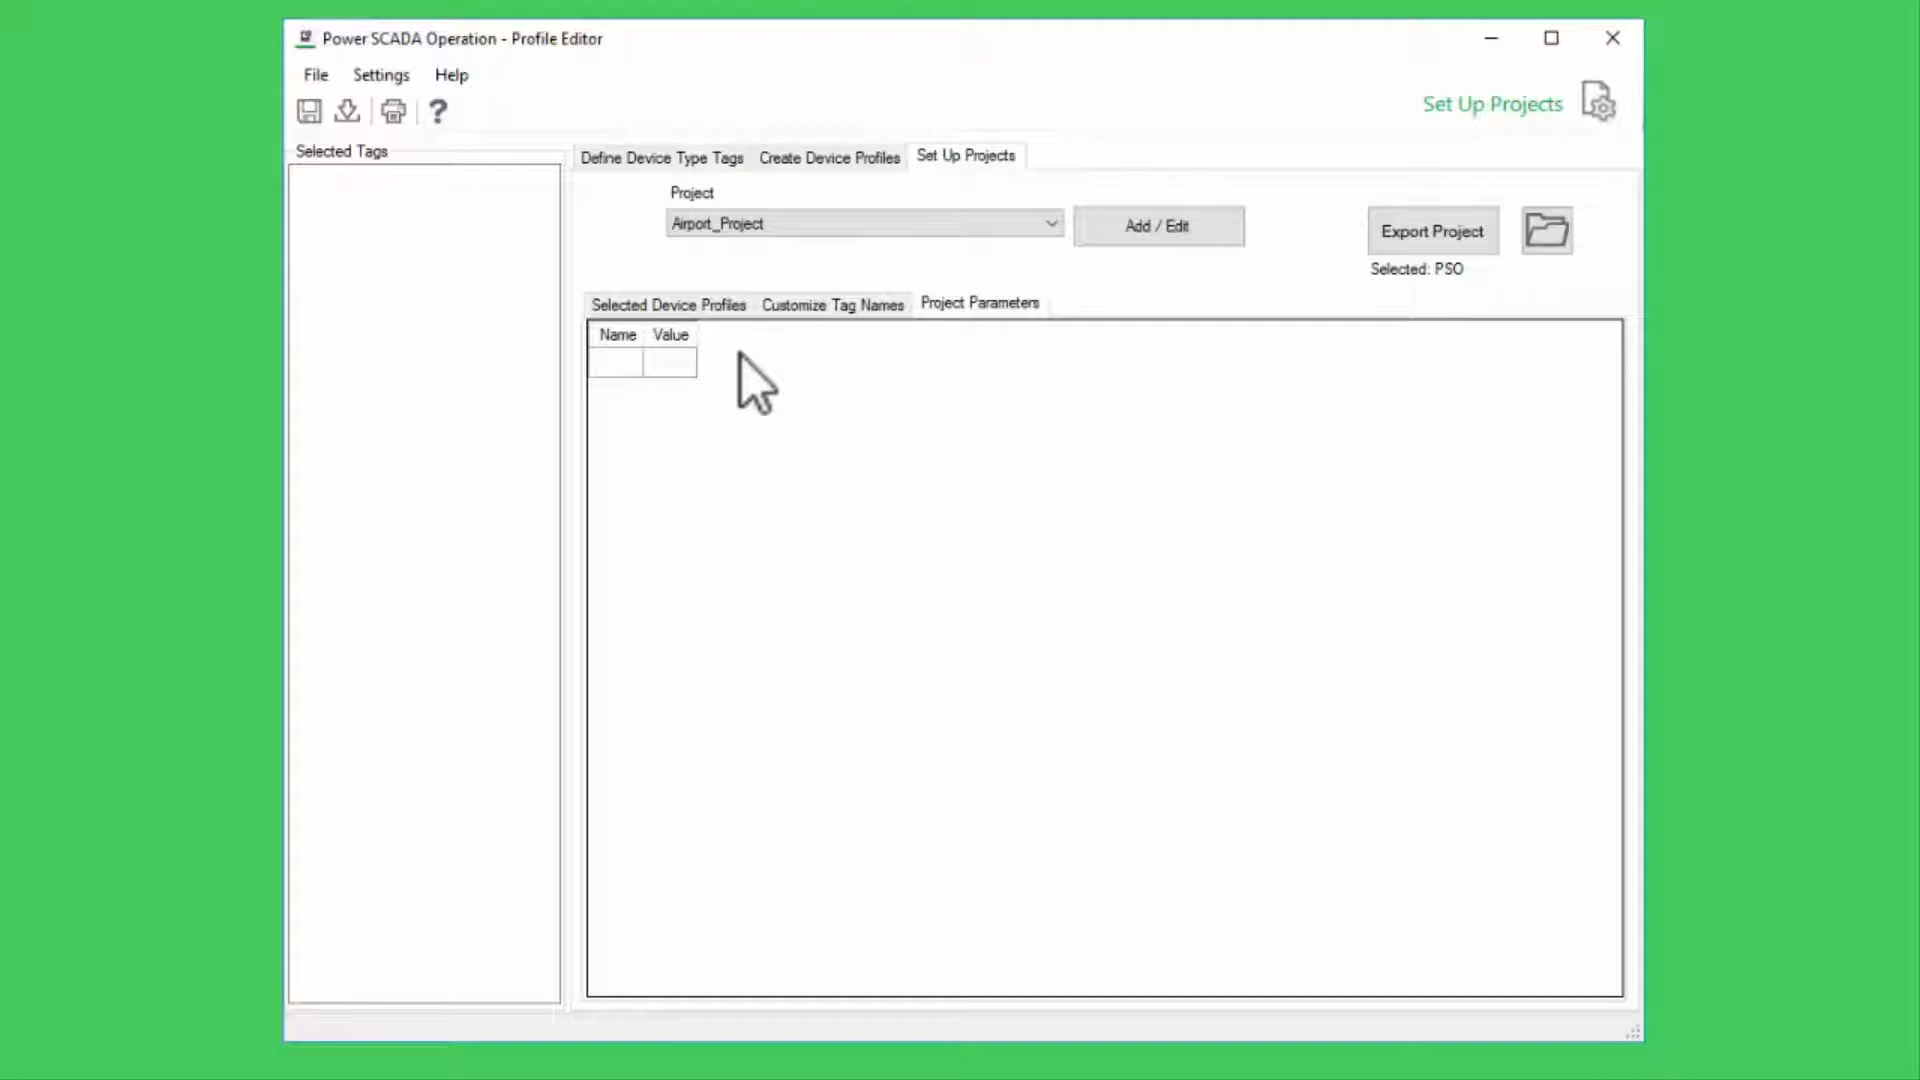 Power SCADA Operation - Profile Editor
File Settings Help
Set Up Projects
Selected Tags
Define Device Type Tags Create Device Profiles Set Up Projects
Project
Airport_Project
Add / Edit
Export Project
Selected: PSO
Selected Device Profiles Customize Tag Names Project Parameters
Name Value